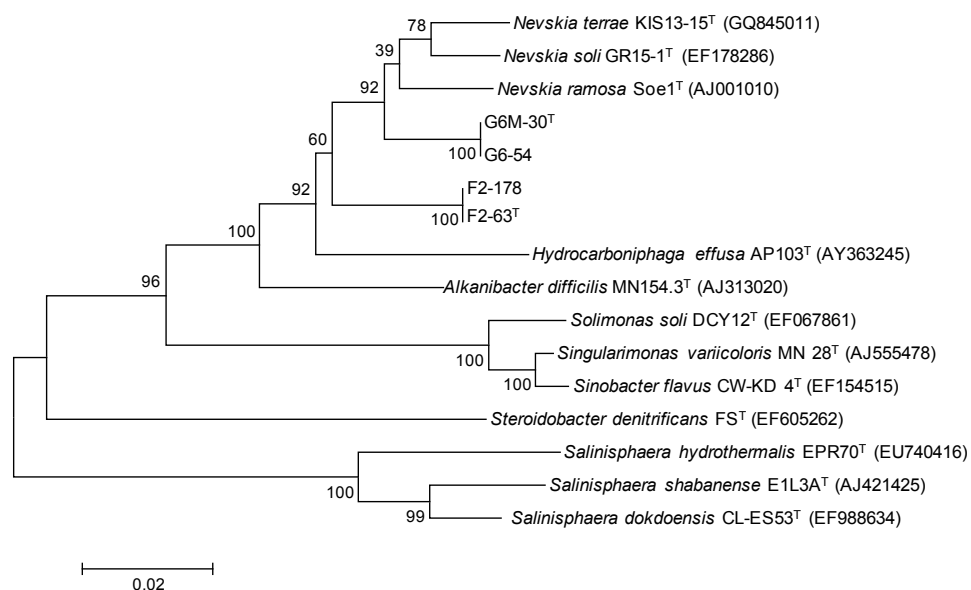 78
Nevskia terrae KIS13-15ᵀ (GQ845011)
39
Nevskia soli GR15-1ᵀ (EF178286)
92
Nevskia ramosa Soe1ᵀ (AJ001010)
60
G6M-30ᵀ
100
G6-54
92
F2-178
100
F2-63ᵀ
100
Hydrocarboniphaga effusa AP103ᵀ (AY363245)
96
Alkanibacter difficilis MN154.3ᵀ (AJ313020)
Solimonas soli DCY12ᵀ (EF067861)
100
Singularimonas variicoloris MN 28ᵀ (AJ555478)
100
Sinobacter flavus CW-KD 4ᵀ (EF154515)
Steroidobacter denitrificans FSᵀ (EF605262)
Salinisphaera hydrothermalis EPR70ᵀ (EU740416)
100
Salinisphaera shabanense E1L3Aᵀ (AJ421425)
99
Salinisphaera dokdoensis CL-ES53ᵀ (EF988634)
0.02